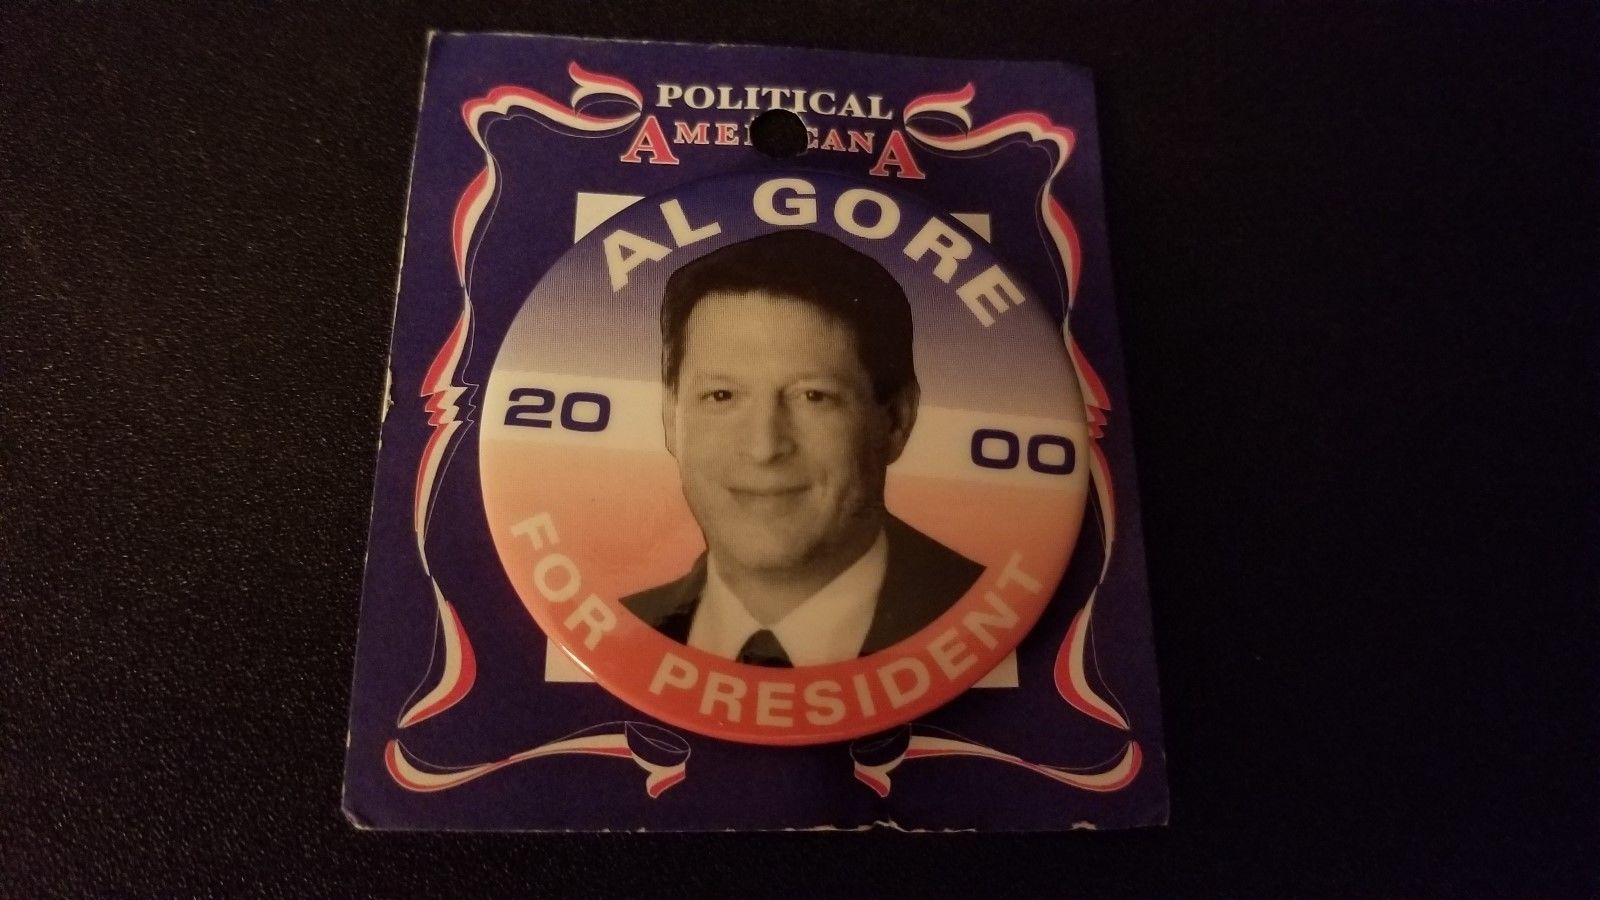 POLITICAL
AMERICANA
AL GORE
20 00
FOR PRESIDENT